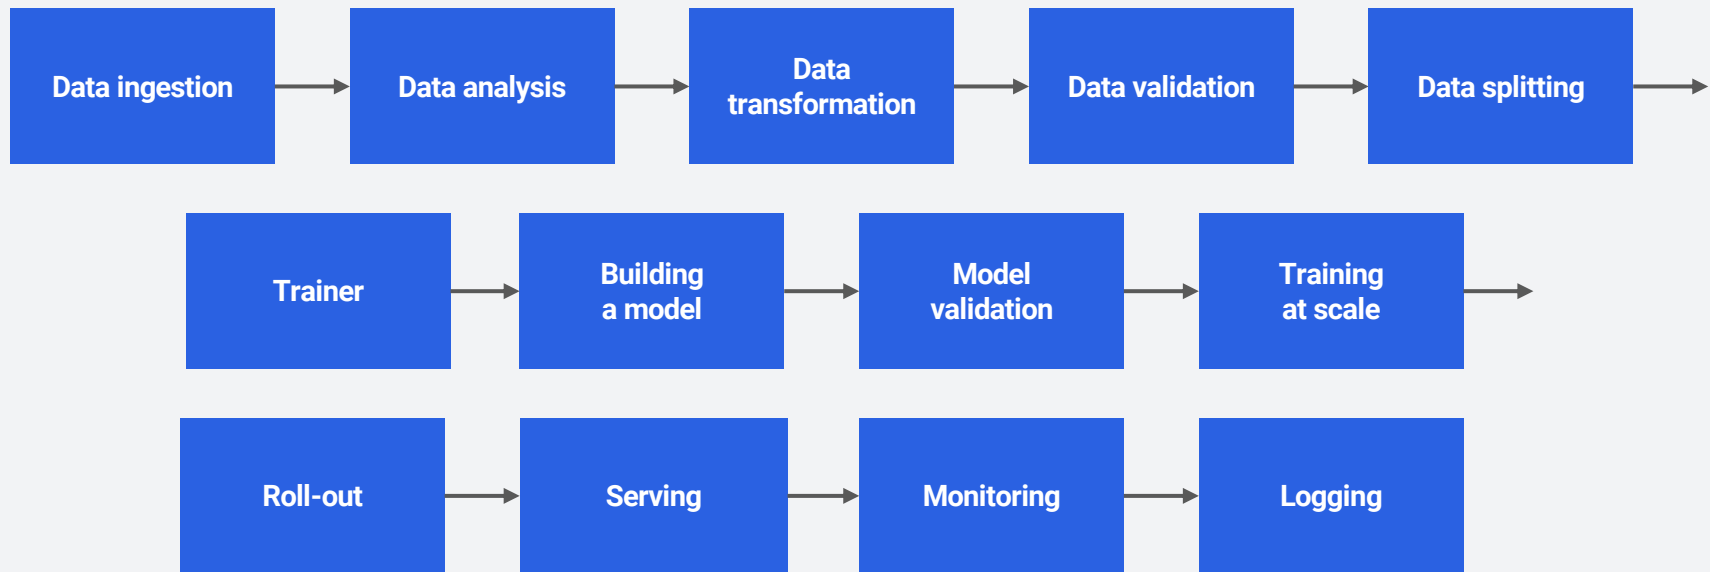 Data ingestion
Data analysis
Data
transformation
Data validation
Data splitting
Trainer
Building
a model
Model
validation
Training
at scale
Roll-out
Serving
Monitoring
Logging